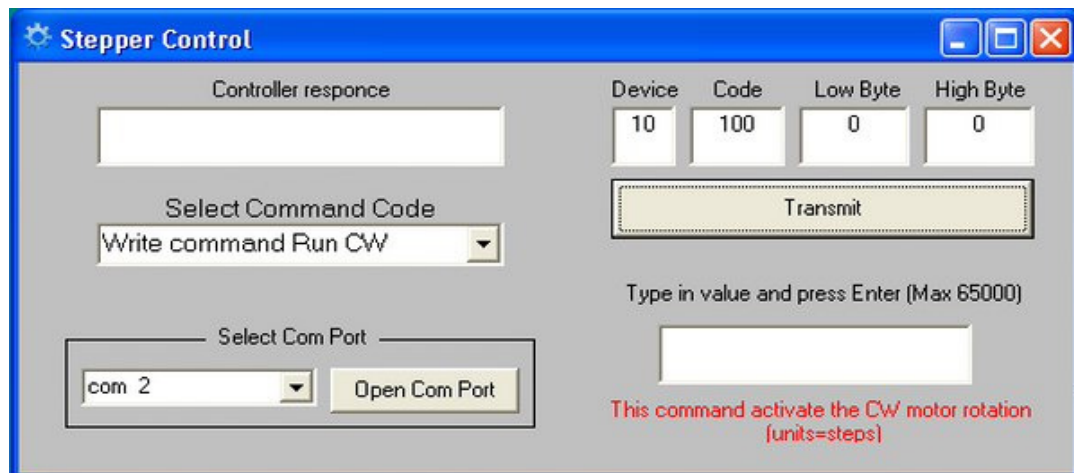 Stepper Control
Controller responce
Device Code Low Byte High Byte
10 100 0 0
Transmit
Select Command Code
Write command Run CW
Type in value and press Enter (Max 65000)
Select Com Port
com 2
Open Com Port
This command activate the CW motor rotation
(units=steps)